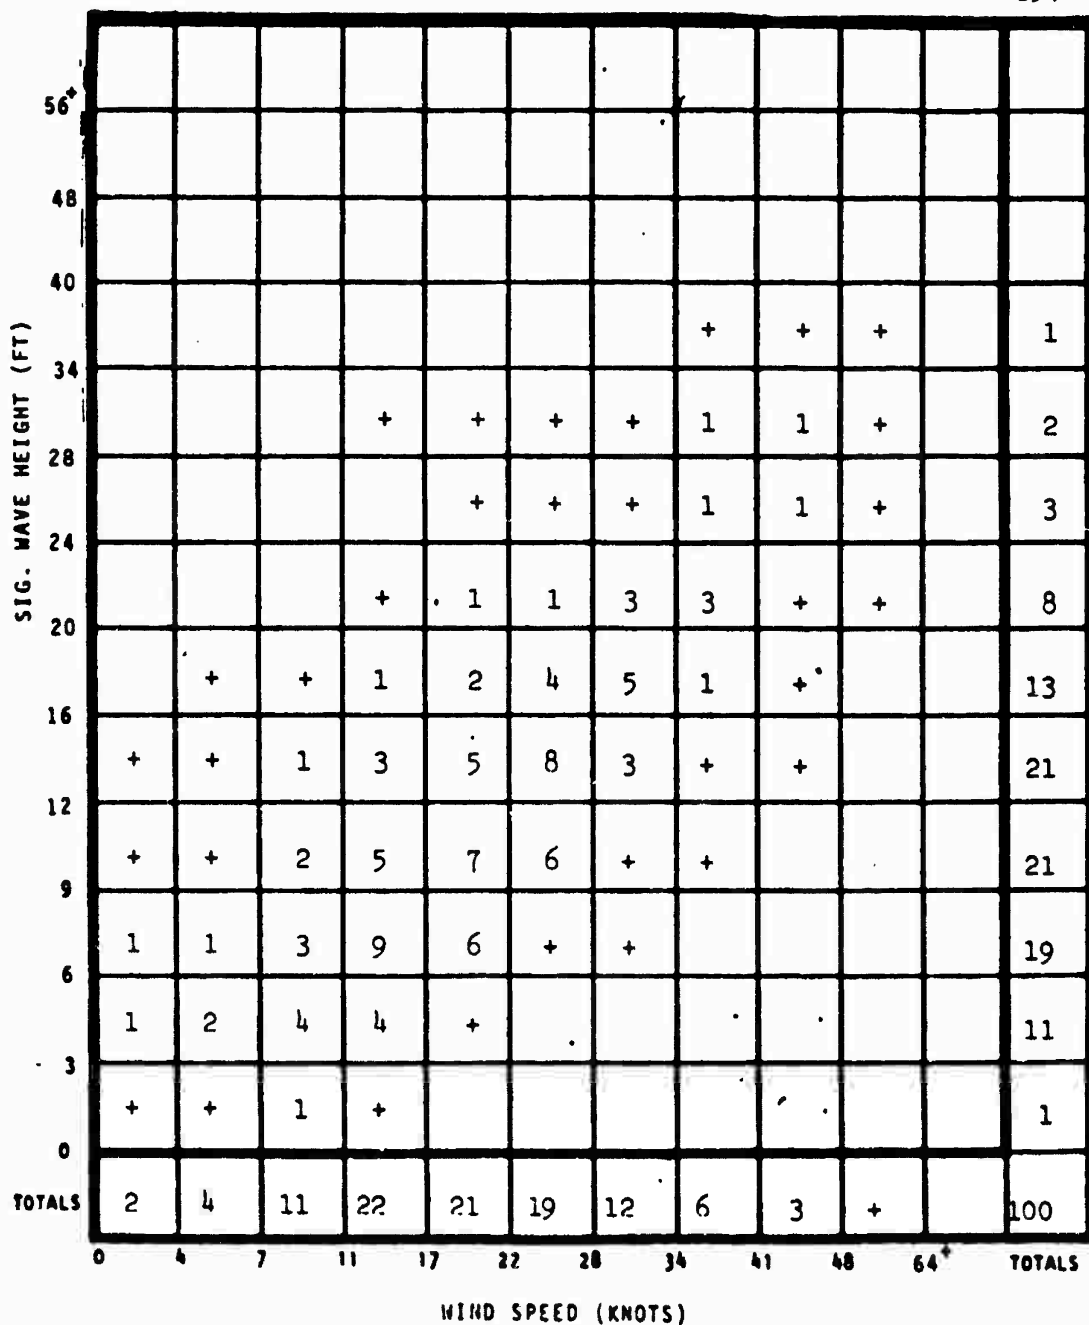 56+
48
40
+ + + 1
34
+ + + + 1 1 + 2
28
+ + + 1 1 + 3
24
+ 1 1 3 3 + + 8
20
+ + 1 2 4 5 1 + 13
16
+ + 1 3 5 8 3 + + 21
12
+ + 2 5 7 6 + + 21
9
1 1 3 9 6 + + 19
6
1 2 4 4 + 11
3
+ + 1 + 1
0
TOTALS 2 4 11 22 21 19 12 6 3 + 100
0 4 7 11 17 22 28 34 41 48 64+ TOTALS
WIND SPEED (KNOTS)
SIG. WAVE HEIGHT (FT)